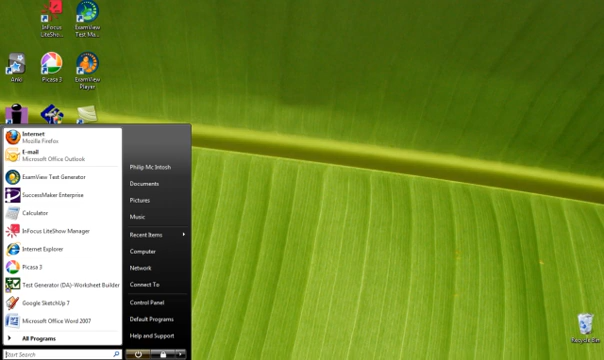 InFocus
LiteSho...
ExamView
Test Ma...
Anki
Picasa 3
ExamView
Player
Internet
Mozilla Firefox
E-mail
Microsoft Office Outlook
ExamView Test Generator
SuccessMaker Enterprise
Calculator
InFocus LiteShow Manager
Internet Explorer
Picasa 3
Test Generator (DA)-Worksheet Builder
Google SketchUp 7
Microsoft Office Word 2007
All Programs
Start Search
Philip Mc Intosh
Documents
Pictures
Music
Recent Items
Computer
Network
Connect To
Control Panel
Default Programs
Help and Support
Recycle Bin